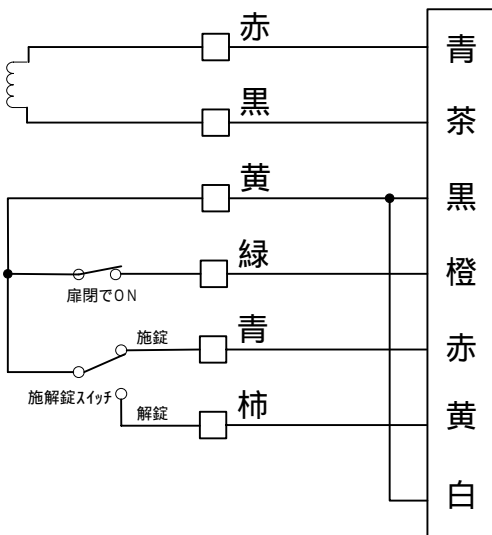 赤 青
黒 茶
黄 黒
緑 橙
扉閉でON
施錠 青 赤
施解錠スイッチ
解錠 柿 黄
白